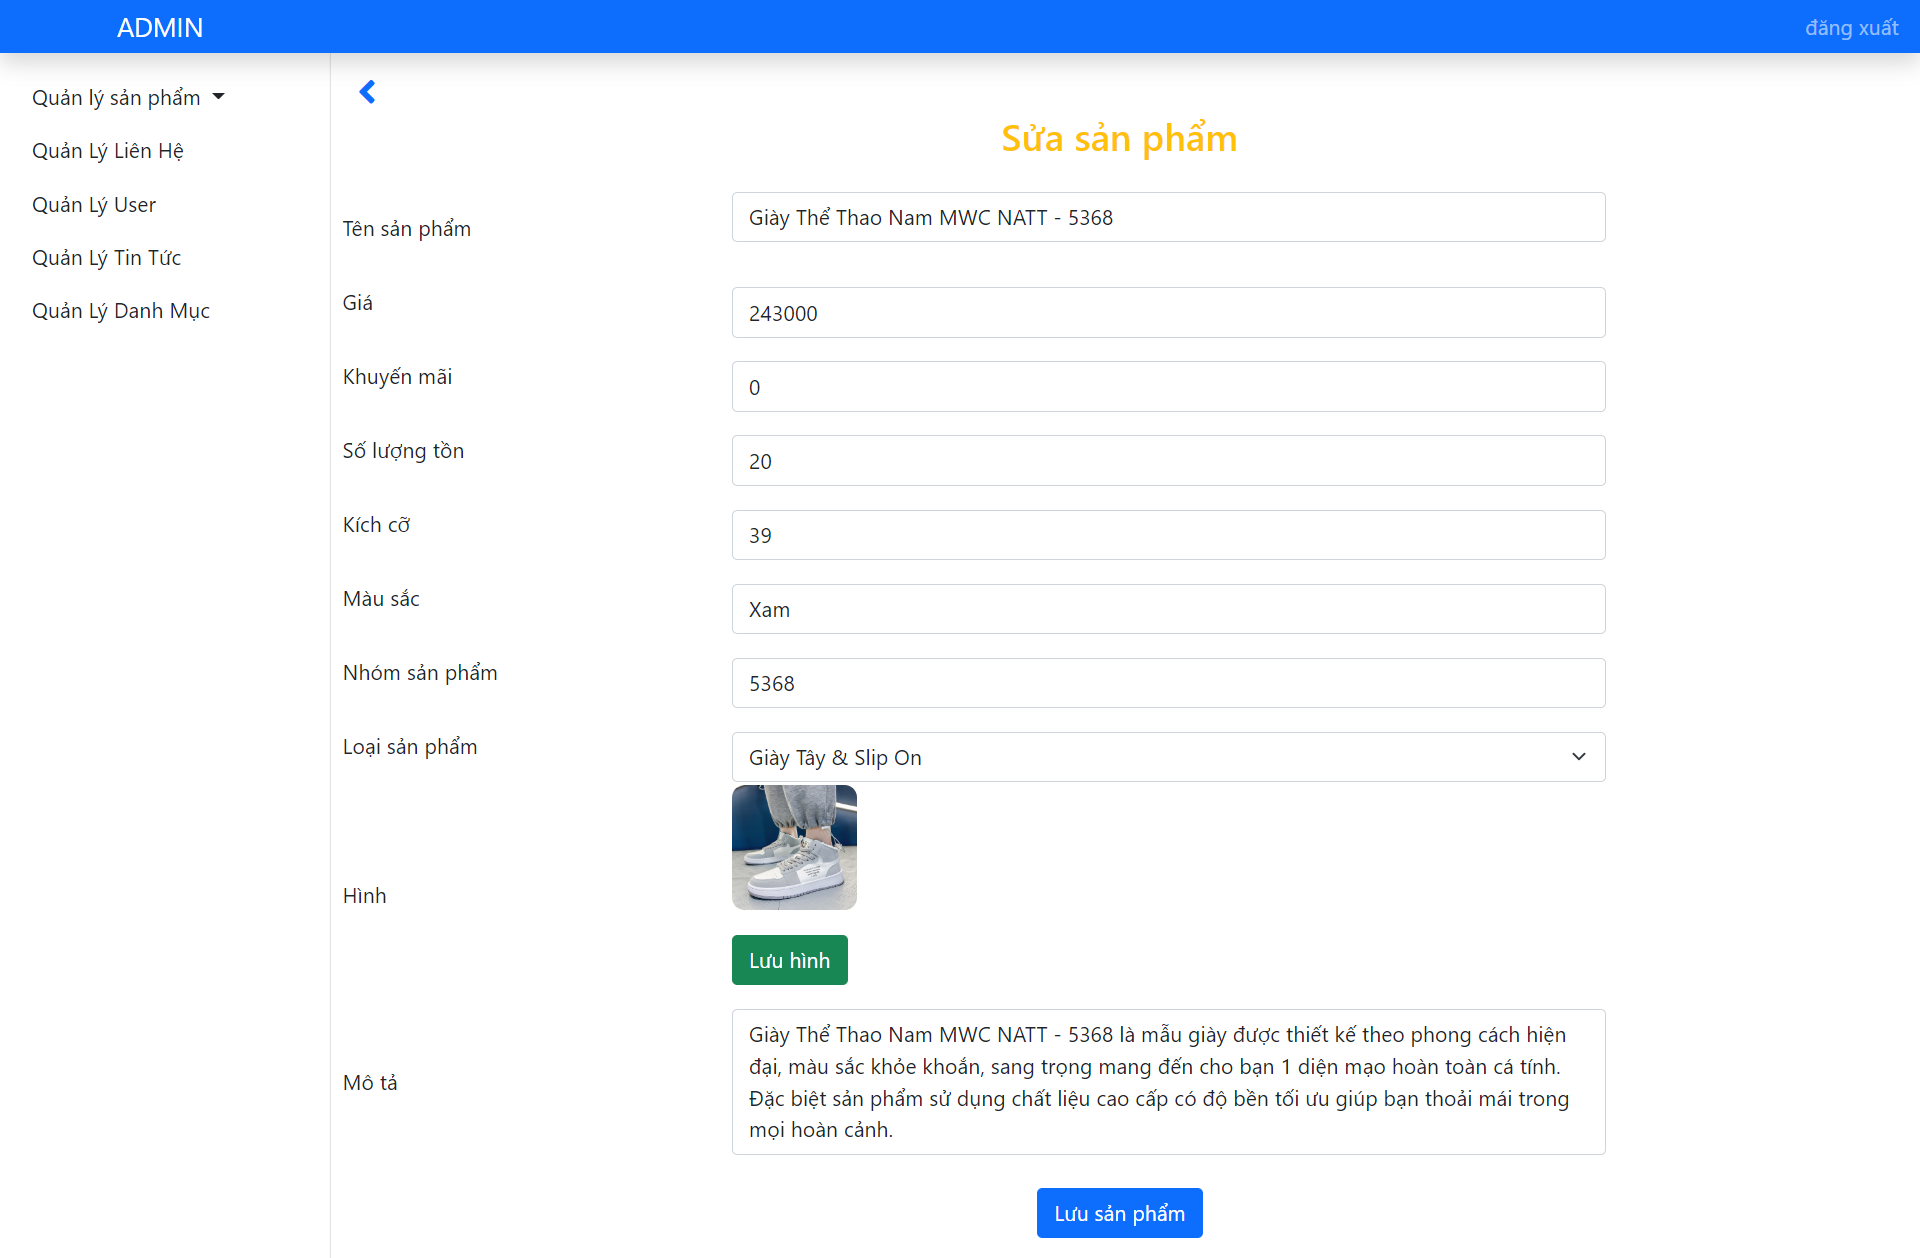 ADMIN
đăng xuất
Quản lý sản phẩm
Quản Lý Liên Hệ
Quản Lý User
Quản Lý Tin Tức
Quản Lý Danh Mục
Sửa sản phẩm
Tên sản phẩm
Giày Thể Thao Nam MWC NATT - 5368
Giá
243000
Khuyến mãi
0
Số lượng tồn
20
Kích cỡ
39
Màu sắc
Xam
Nhóm sản phẩm
5368
Loại sản phẩm
Giày Tây & Slip On
Hình
Lưu hình
Mô tả
Giày Thể Thao Nam MWC NATT - 5368 là mẫu giày được thiết kế theo phong cách hiện
đại, màu sắc khỏe khoắn, sang trọng mang đến cho bạn 1 diện mạo hoàn toàn cá tính.
Đặc biệt sản phẩm sử dụng chất liệu cao cấp có độ bền tối ưu giúp bạn thoải mái trong
mọi hoàn cảnh.
Lưu sản phẩm